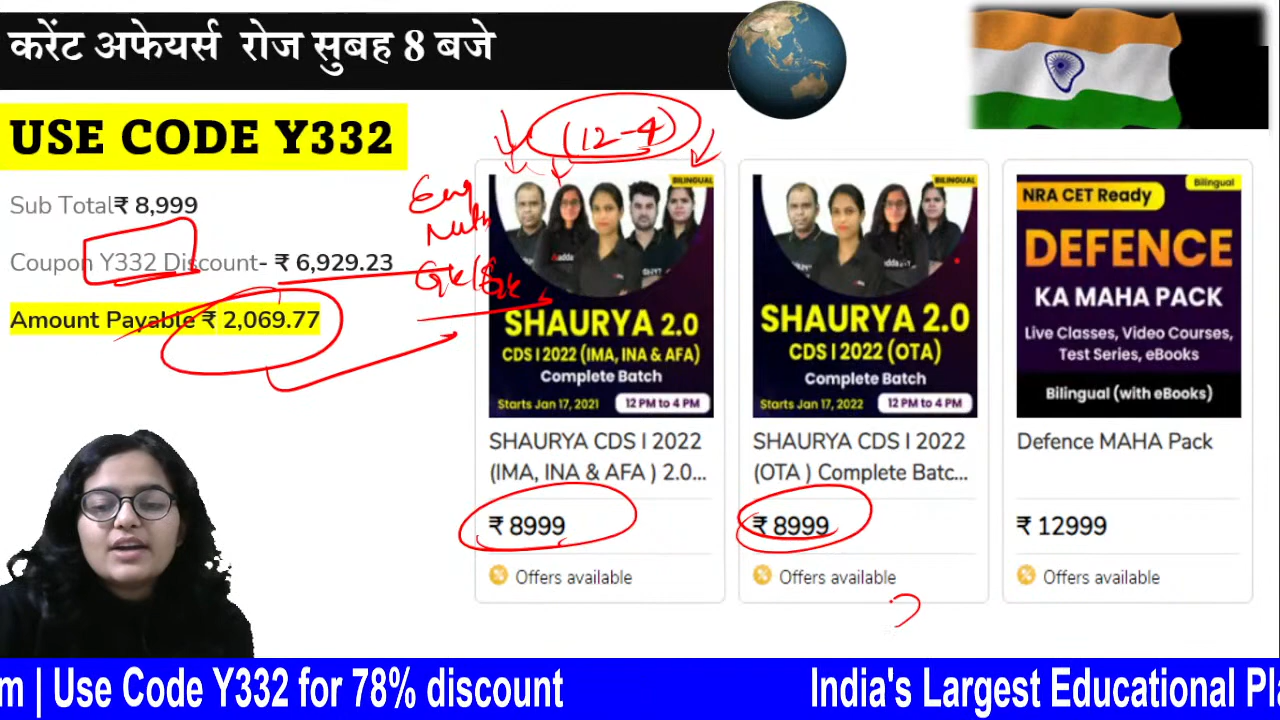 करेंट अफेयर्स रोज सुबह 8 बजे
USE CODE Y332
Sub Total₹ 8,999
Coupon Y332 Discount- ₹ 6,929.23
Amount Payable ₹ 2,069.77
(12-4)
Eng
GK/
BILINGUAL
SHAURYA 2.0
CDS I 2022 (IMA, INA & AFA)
Complete Batch
Starts Jan 17, 2021 12 PM to 4 PM
SHAURYA CDS I 2022
(IMA, INA & AFA ) 2.0...
₹ 8999
Offers available
BILINGUAL
SHAURYA 2.0
CDS I 2022 (OTA)
Complete Batch
Starts Jan 17, 2022 12 PM to 4 PM
SHAURYA CDS I 2022
(OTA ) Complete Batc...
₹ 8999
Offers available
Bilingual
NRA CET Ready
DEFENCE
KA MAHA PACK
Live Classes, Video Courses,
Test Series, eBooks
Bilingual (with eBooks)
Defence MAHA Pack
₹ 12999
Offers available
m | Use Code Y332 for 78% discount India's Largest Educational Pl